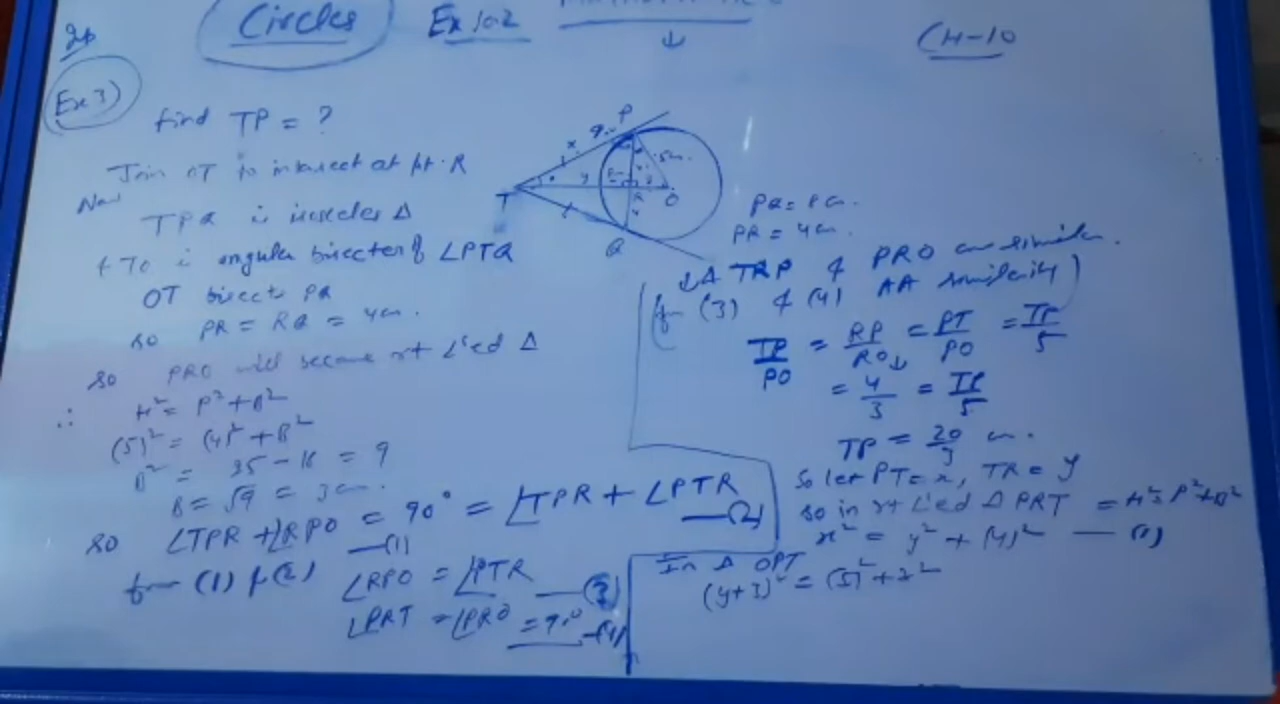 Circles
Ex 10.2
CH-10
Ex 3)
find TP = ?
Join OT to intersect at pt. R
Now
TPQ is isosceles Δ
& TO is angular bisector of ∠PTQ
OT bisects PQ
so PR = RQ = 4cm.
so PRO will become rt ∠'ed Δ
∴ H² = P² + B²
(5)² = (4)² + B²
B² = 25 - 16 = 9
B = √9 = 3cm.
so ∠TPR + ∠RPO = 90° = ∠TPR + ∠PTR
—(1) —(2)
from (1) & (2) ∠RPO = ∠PTR —(3)
∠PRT = ∠PRO = 90° —(4)
P
9
x
5cm
T
y
R
O
Q
PQ = 8cm.
PR = 4cm.
Δ TRP & PRO are similar.
(from (3) & (4) AA similarity)
TP/PO = RP/RO = PT/PO = TP/5
= 4/3 = TP/5
TP = 20/3 cm.
So let PT = x, TR = y
so in rt ∠'ed Δ PRT = H² = P² + B²
x² = y² + (4)² —(1)
In Δ OPT
(y+3)² = (5)² + x²